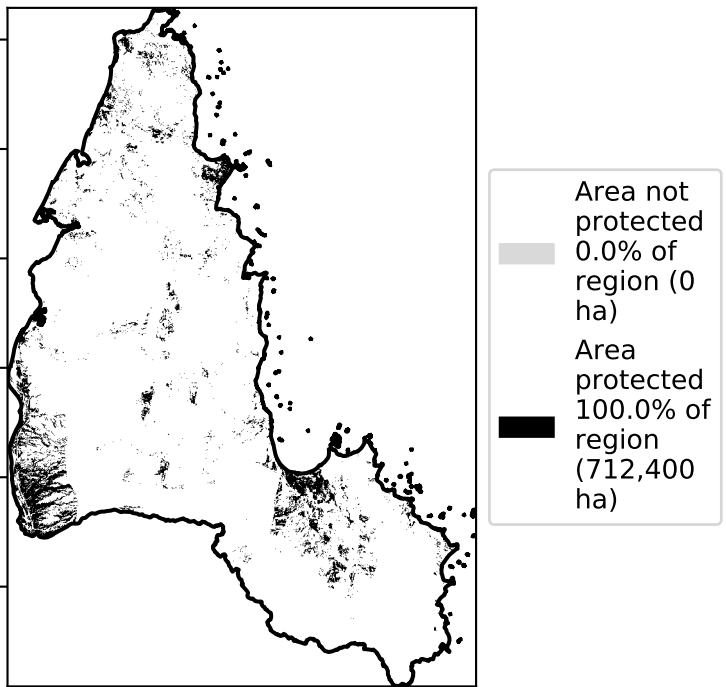 Area not
protected
0.0% of
region (0
ha)
Area
protected
100.0% of
region
(712,400
ha)